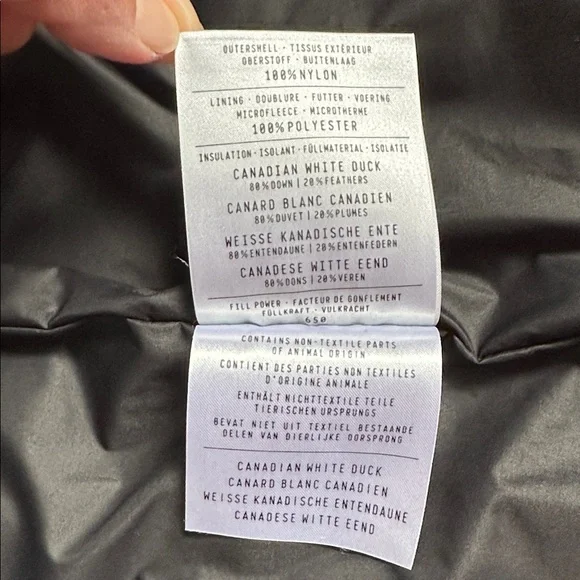 OUTERSHELL · TISSUS EXTÉRIEUR
OBERSTOFF · BUITENLAAG
100% NYLON
LINING · DOUBLURE · FUTTER · VOERING
MICROFLEECE · MICROTHERME
100% POLYESTER
INSULATION · ISOLANT · FÜLLMATERIAL · ISOLATIE
CANADIAN WHITE DUCK
80% DOWN | 20% FEATHERS
CANARD BLANC CANADIEN
80% DUVET | 20% PLUMES
WEISSE KANADISCHE ENTE
80% ENTENDAUNE | 20% ENTENFEDERN
CANADESE WITTE EEND
80% DONS | 20% VEREN
FILL POWER · FACTEUR DE GONFLEMENT
FÜLLKRAFT · VULKRACHT
650
CONTAINS NON-TEXTILE PARTS
OF ANIMAL ORIGIN
CONTIENT DES PARTIES NON TEXTILES
D'ORIGINE ANIMALE
ENTHÄLT NICHTTEXTILE TEILE
TIERISCHEN URSPRUNGS
BEVAT NIET UIT TEXTIEL BESTAANDE
DELEN VAN DIERLIJKE OORSPRONG
CANADIAN WHITE DUCK
CANARD BLANC CANADIEN
WEISSE KANADISCHE ENTENDAUNE
CANADESE WITTE EEND